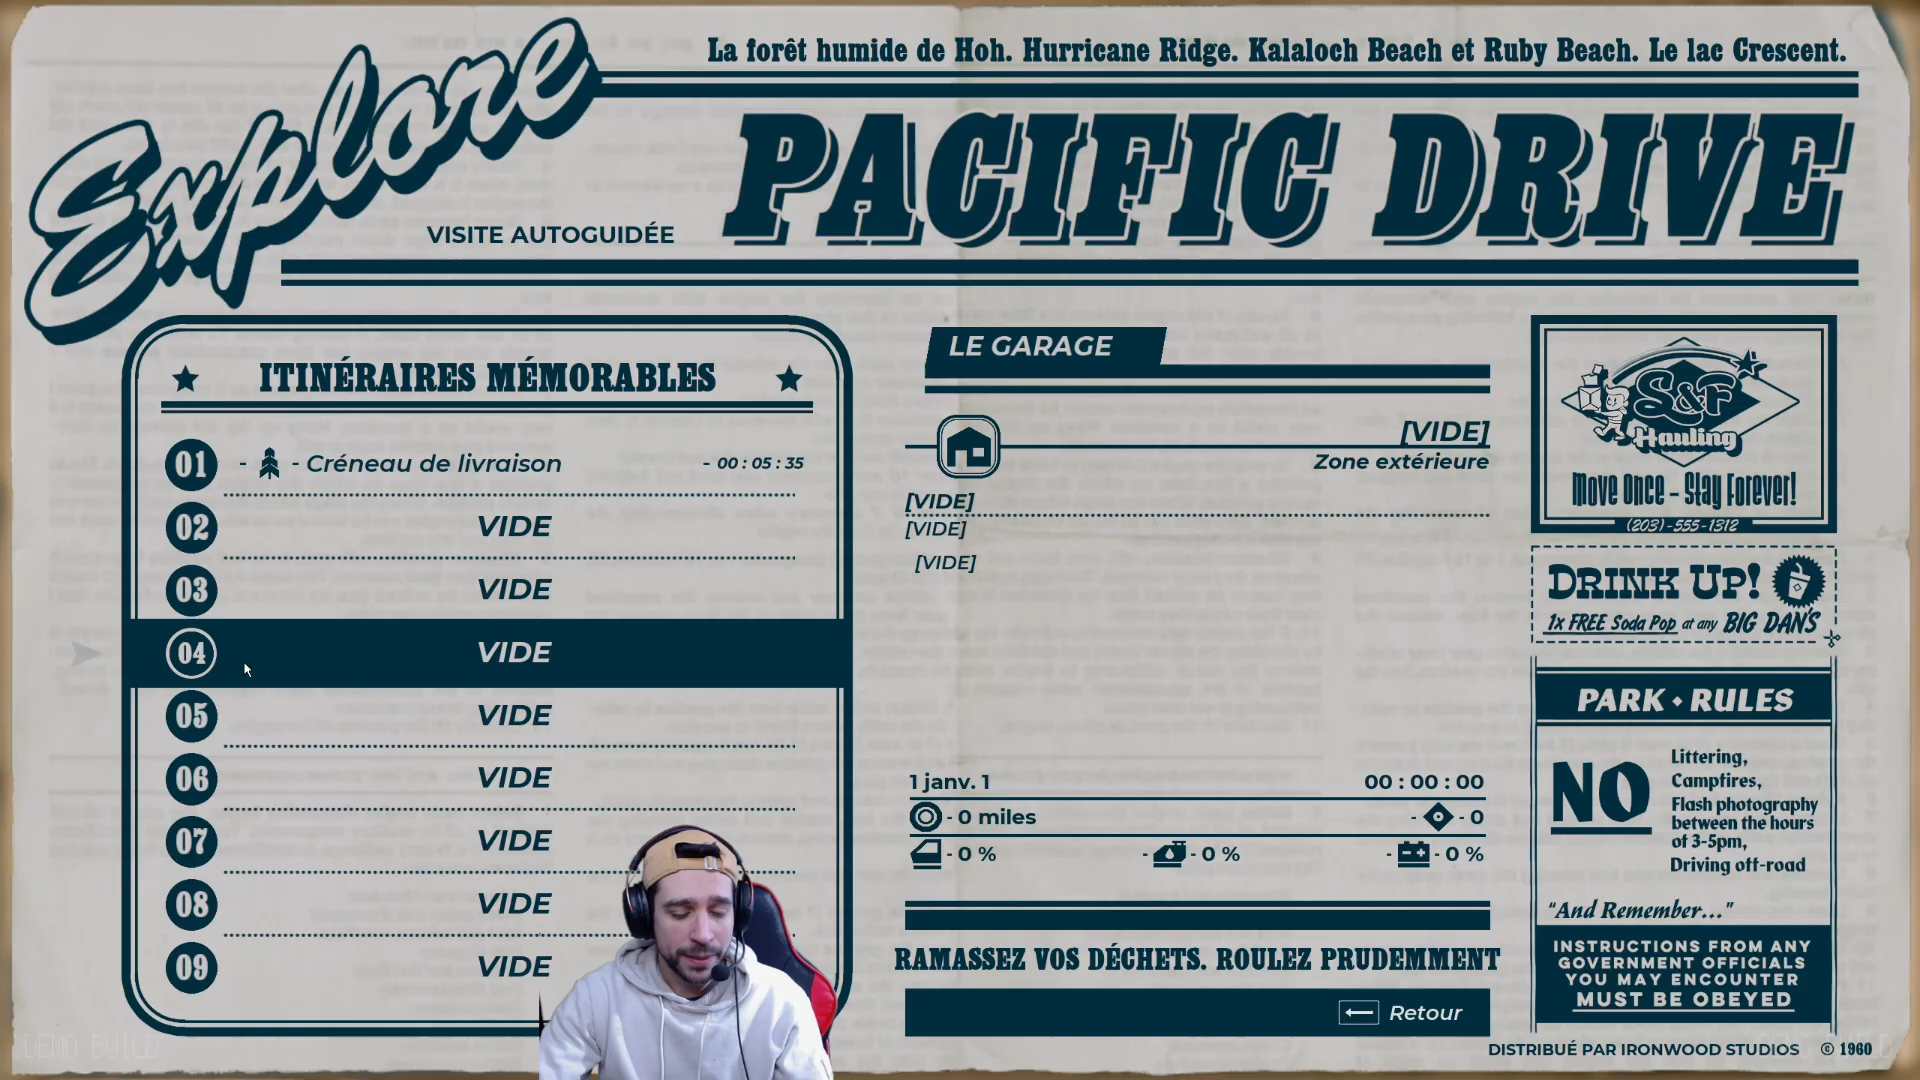 La forêt humide de Hoh. Hurricane Ridge. Kalaloch Beach et Ruby Beach. Le lac Crescent.
Explore
VISITE AUTOGUIDÉE
PACIFIC DRIVE
ITINÉRAIRES MÉMORABLES
01 - - Créneau de livraison - 00 : 05 : 35
02 VIDE
03 VIDE
04 VIDE
05 VIDE
06 VIDE
07 VIDE
08 VIDE
09 VIDE
LE GARAGE
[VIDE]
Zone extérieure
[VIDE]
[VIDE]
[VIDE]
1 janv. 1 00 : 00 : 00
- 0 miles - - 0
- 0 % - - 0 % - - 0 %
RAMASSEZ VOS DÉCHETS. ROULEZ PRUDEMMENT
Retour
S&F
Hauling
Move Once - Stay Forever!
(203)-555-1312
DRINK UP!
1x FREE Soda Pop at any BIG DAN'S
PARK • RULES
NO
Littering,
Campfires,
Flash photography
between the hours
of 3-5pm,
Driving off-road
"And Remember..."
INSTRUCTIONS FROM ANY
GOVERNMENT OFFICIALS
YOU MAY ENCOUNTER
MUST BE OBEYED
DEMO BUILD
DISTRIBUÉ PAR IRONWOOD STUDIOS © 1960